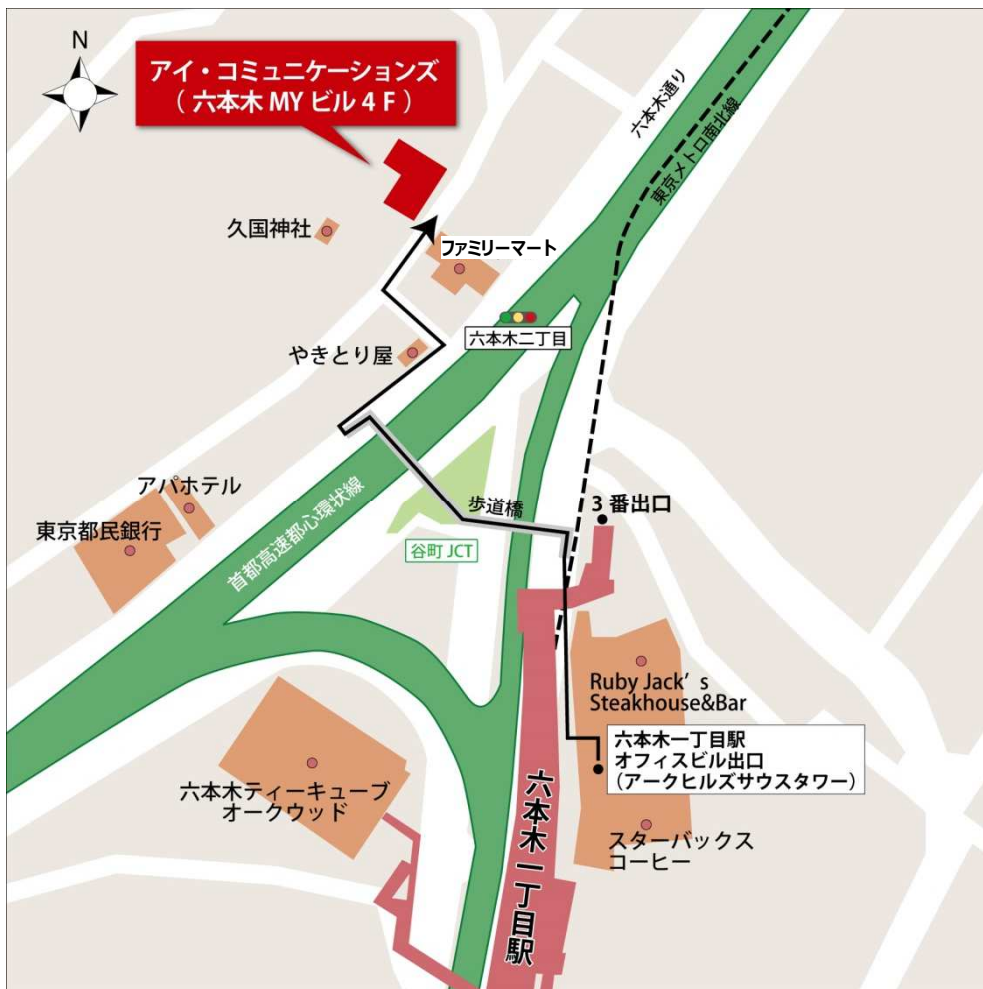 N
アイ・コミュニケーションズ
（ 六本木 MY ビル 4 F ）
六本木通り
東京メトロ南北線
久国神社
ファミリーマート
六本木二丁目
やきとり屋
アパホテル
東京都民銀行
首都高速都心環状線
歩道橋
3 番出口
谷町 JCT
Ruby Jack’s
Steakhouse&Bar
六本木一丁目駅
オフィスビル出口
(アークヒルズサウスタワー)
六本木ティーキューブ
オークウッド
六本木一丁目駅
スターバックス
コーヒー